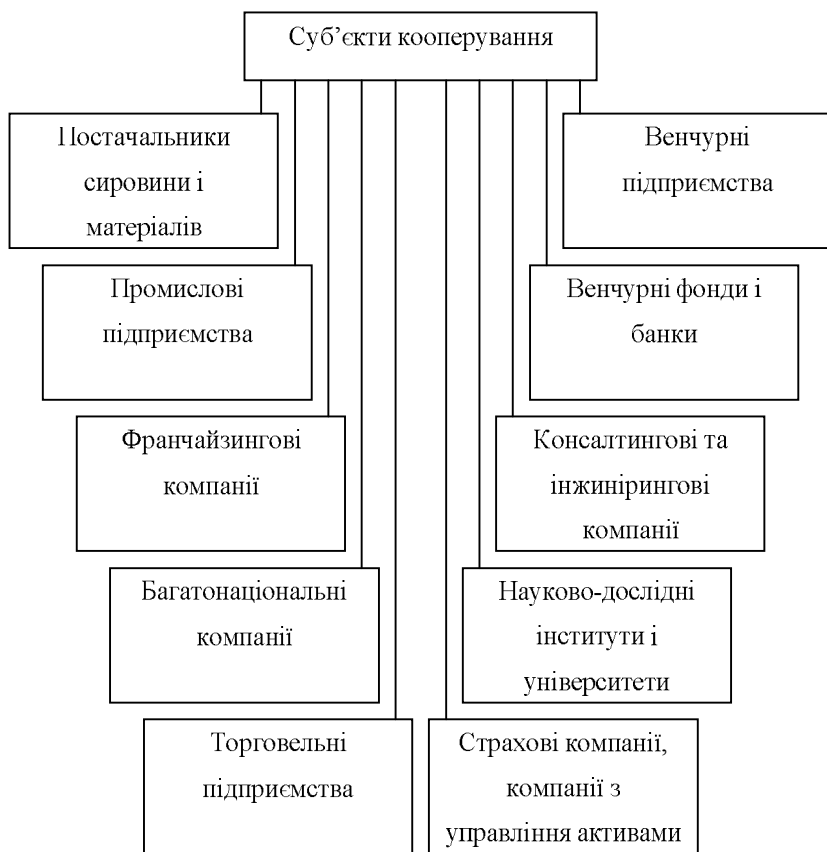 Суб’єкти кооперування
Постачальники
сировини і
матеріалів
Промислові
підприємства
Франчайзингові
компанії
Багатонаціональні
компанії
Торговельні
підприємства
Венчурні
підприємства
Венчурні фонди і
банки
Консалтингові та
інжинірингові
компанії
Науково-дослідні
інститути і
університети
Страхові компанії,
компанії з
управління активами